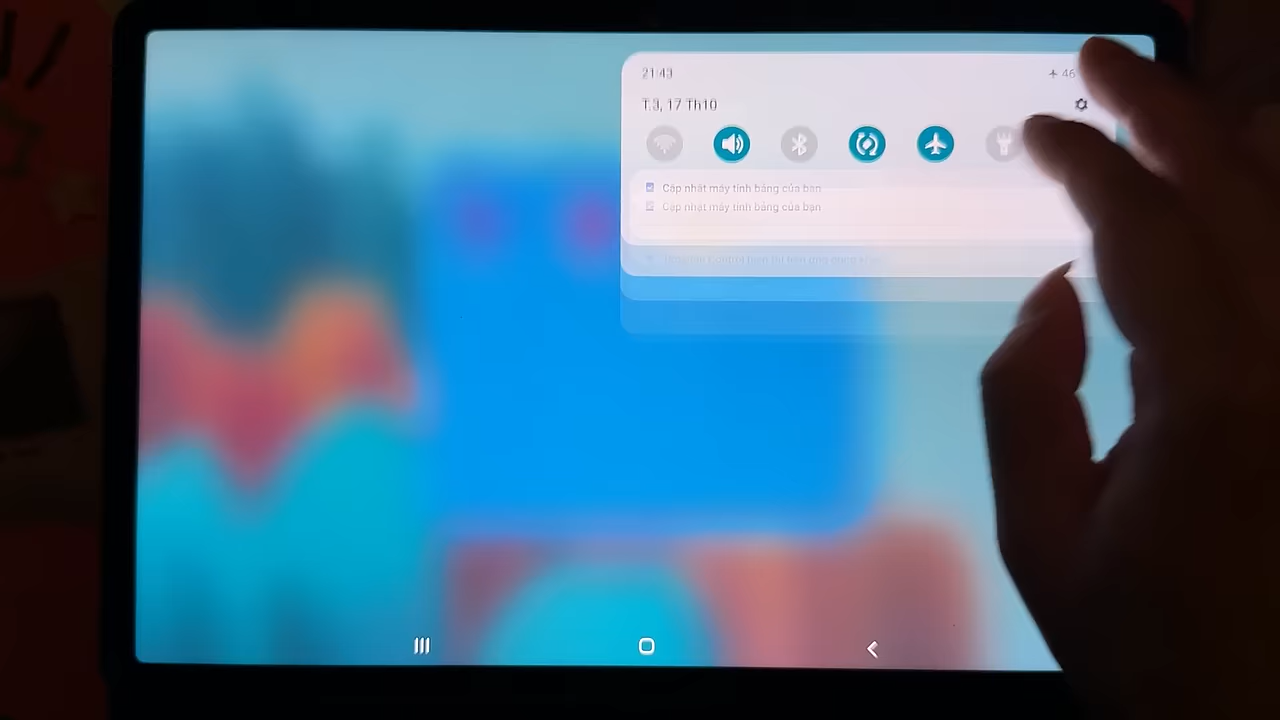 21:43
46
T.3, 17 Th10
Cập nhật máy tính bảng của bạn
Cập nhật máy tính bảng của bạn